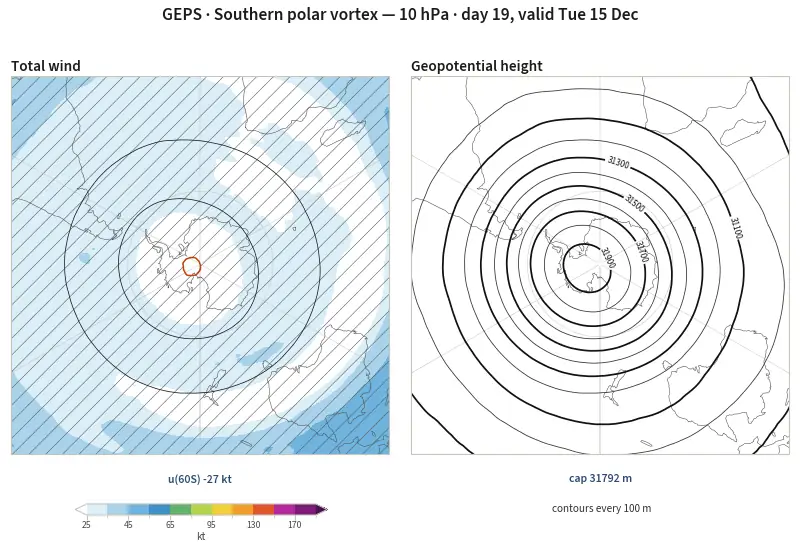 GEPS · Southern polar vortex — 10 hPa · day 19, valid Tue 15 Dec
Total wind
Geopotential height
31300
31500
31100
31700
31900
u(60S) -27 kt
cap 31792 m
contours every 100 m
25 45 65 95 130 170
kt